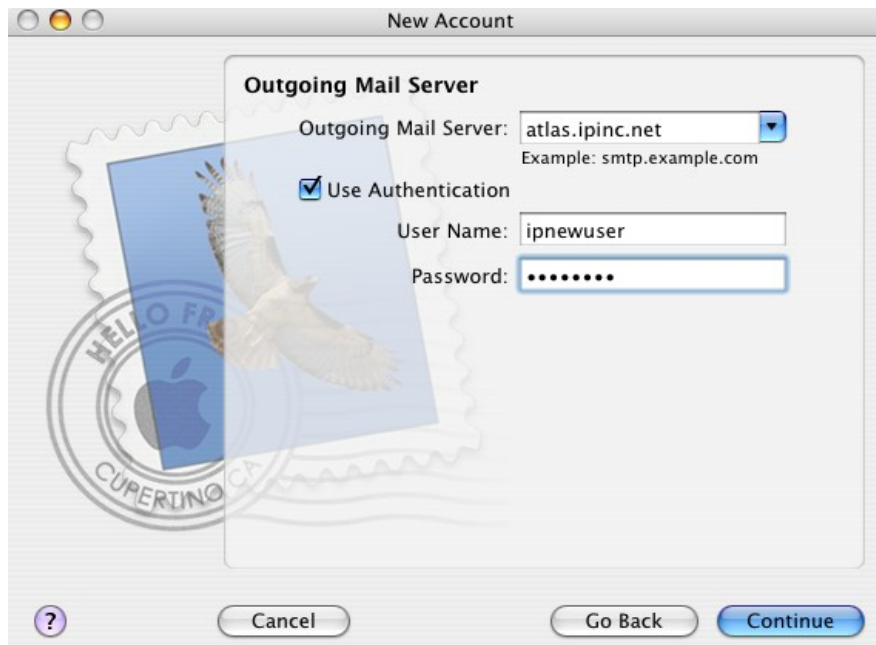 New Account
Outgoing Mail Server
Outgoing Mail Server: atlas.ipinc.net
Example: smtp.example.com
Use Authentication
User Name: ipnewuser
Password: ••••••••
HELLO FR
CUPERTINO CA
? Cancel Go Back Continue